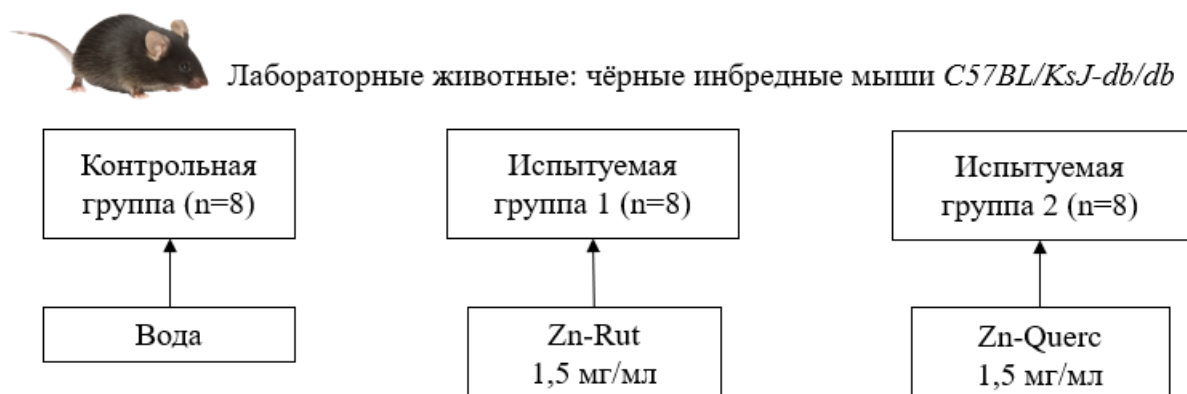 Лабораторные животные: чёрные инбредные мыши C57BL/KsJ-db/db
Контрольная
группа (n=8)
Испытуемая
группа 1 (n=8)
Испытуемая
группа 2 (n=8)
Вода
Zn-Rut
1,5 мг/мл
Zn-Querc
1,5 мг/мл